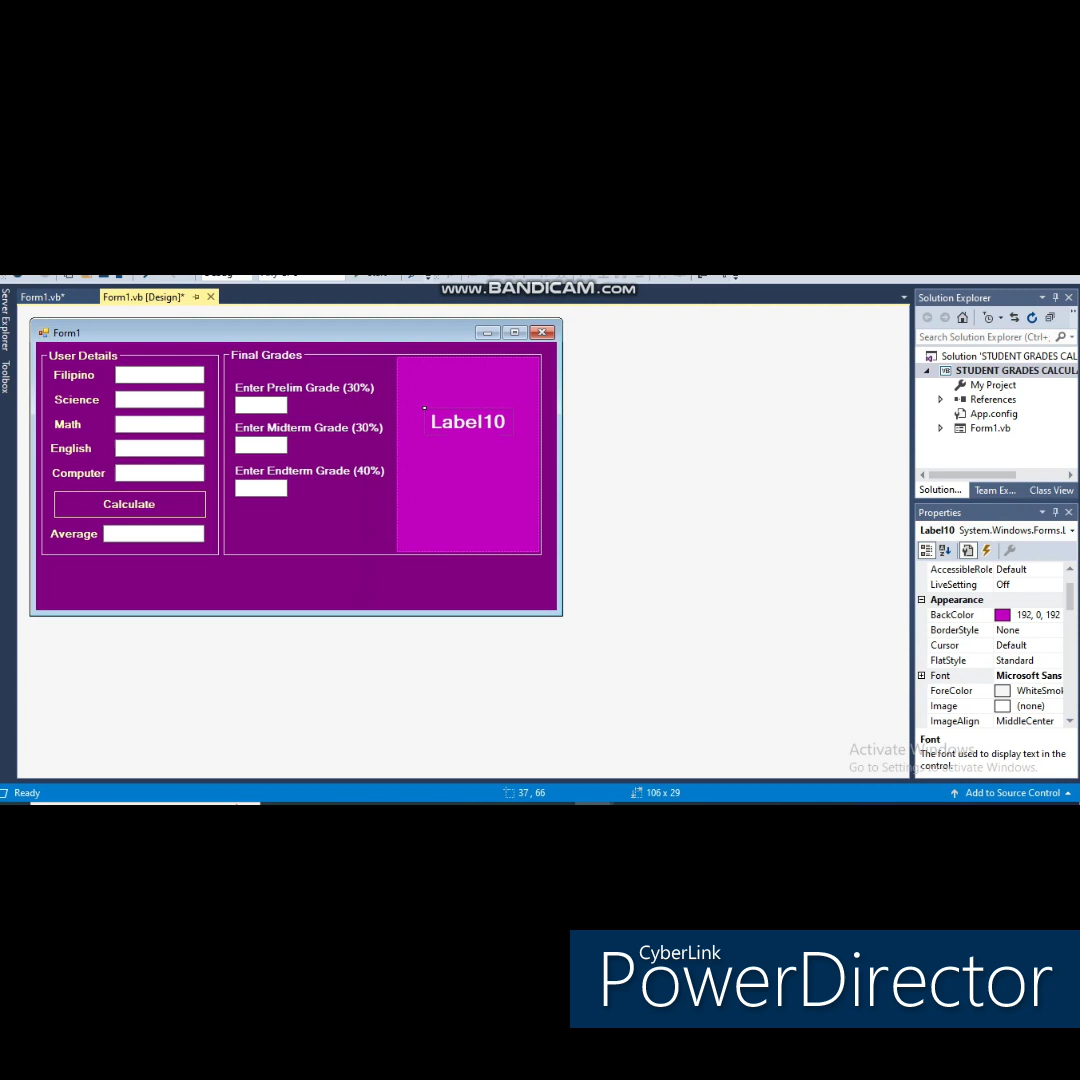 WWW.BANDICAM.COM
Form1.vb*
Form1.vb [Design]*
Server Explorer
Toolbox
Form1
User Details
Filipino
Science
Math
English
Computer
Calculate
Average
Final Grades
Enter Prelim Grade (30%)
Enter Midterm Grade (30%)
Enter Endterm Grade (40%)
Label10
Solution Explorer
Search Solution Explorer (Ctrl+;
Solution 'STUDENT GRADES CAL
VB STUDENT GRADES CALCUL
My Project
References
App.config
Form1.vb
Solution... Team Ex... Class View
Properties
Label10 System.Windows.Forms.L
AccessibleRole Default
LiveSetting Off
Appearance
BackColor 192, 0, 192
BorderStyle None
Cursor Default
FlatStyle Standard
Font Microsoft Sans
ForeColor WhiteSmok
Image (none)
ImageAlign MiddleCenter
Font
The font used to display text in the
control.
Activate Windows
Go to Settings to activate Windows.
Ready
37, 66
106 x 29
Add to Source Control
CyberLink
PowerDirector